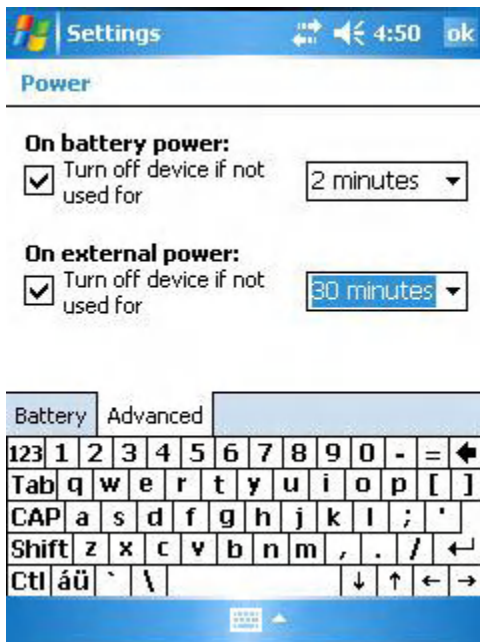 Settings 4:50 ok
Power
On battery power:
Turn off device if not
used for
2 minutes
On external power:
Turn off device if not
used for
30 minutes
Battery Advanced
123 1 2 3 4 5 6 7 8 9 0 - =
Tab q w e r t y u i o p [ ]
CAP a s d f g h j k l ; '
Shift z x c v b n m , . /
Ctl áü ` \ ↓ ↑ ← →